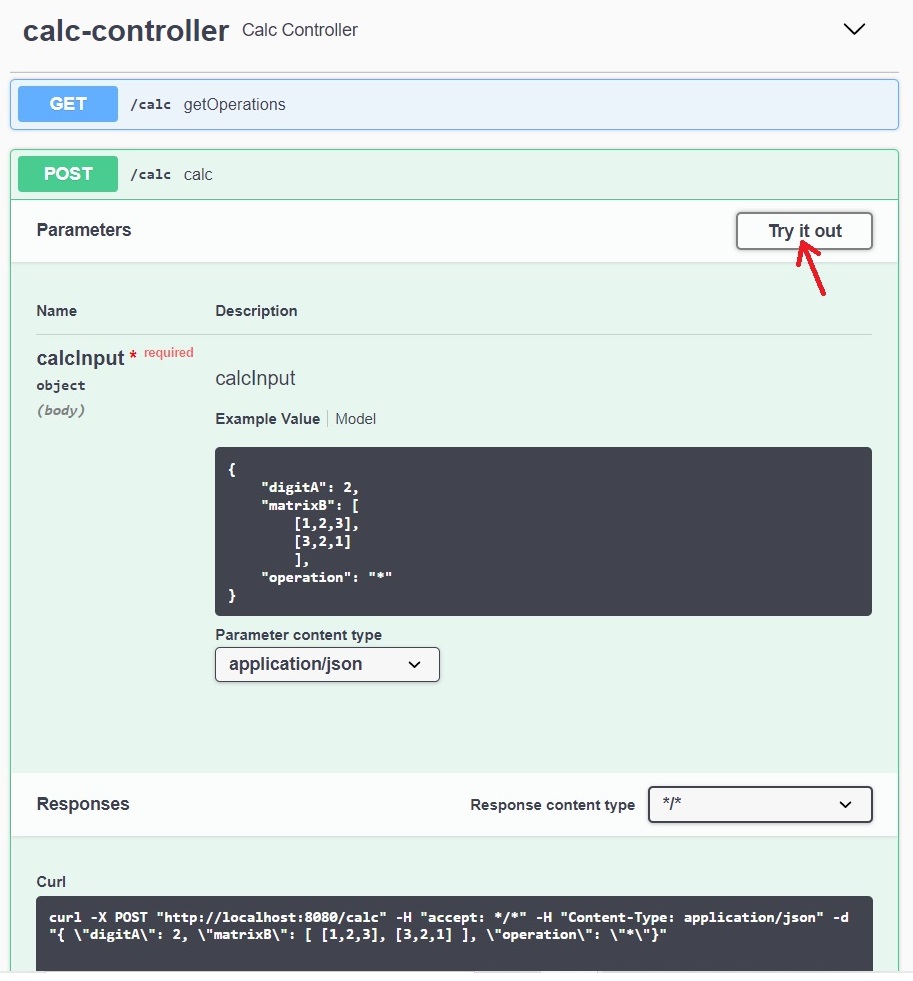 calc-controller Calc Controller
GET /calc getOperations
POST /calc calc
Parameters Try it out
Name Description
calcInput * required
object
(body)
calcInput
Example Value Model
{
    "digitA": 2,
    "matrixB": [
        [1,2,3],
        [3,2,1]
        ],
    "operation": "*"
}
Parameter content type
application/json
Responses Response content type */*
Curl
curl -X POST "http://localhost:8080/calc" -H "accept: */*" -H "Content-Type: application/json" -d
"{ \"digitA\": 2, \"matrixB\": [ [1,2,3], [3,2,1] ], \"operation\": \"*\"}"